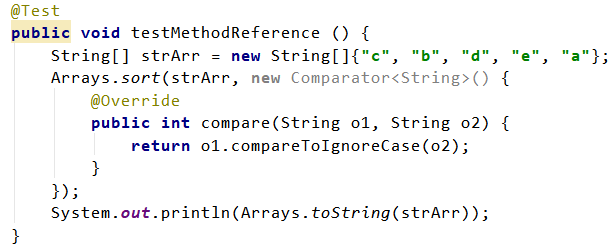 @Test
public void testMethodReference () {
    String[] strArr = new String[]{"c", "b", "d", "e", "a"};
    Arrays.sort(strArr, new Comparator<String>() {
        @Override
        public int compare(String o1, String o2) {
            return o1.compareToIgnoreCase(o2);
        }
    });
    System.out.println(Arrays.toString(strArr));
}